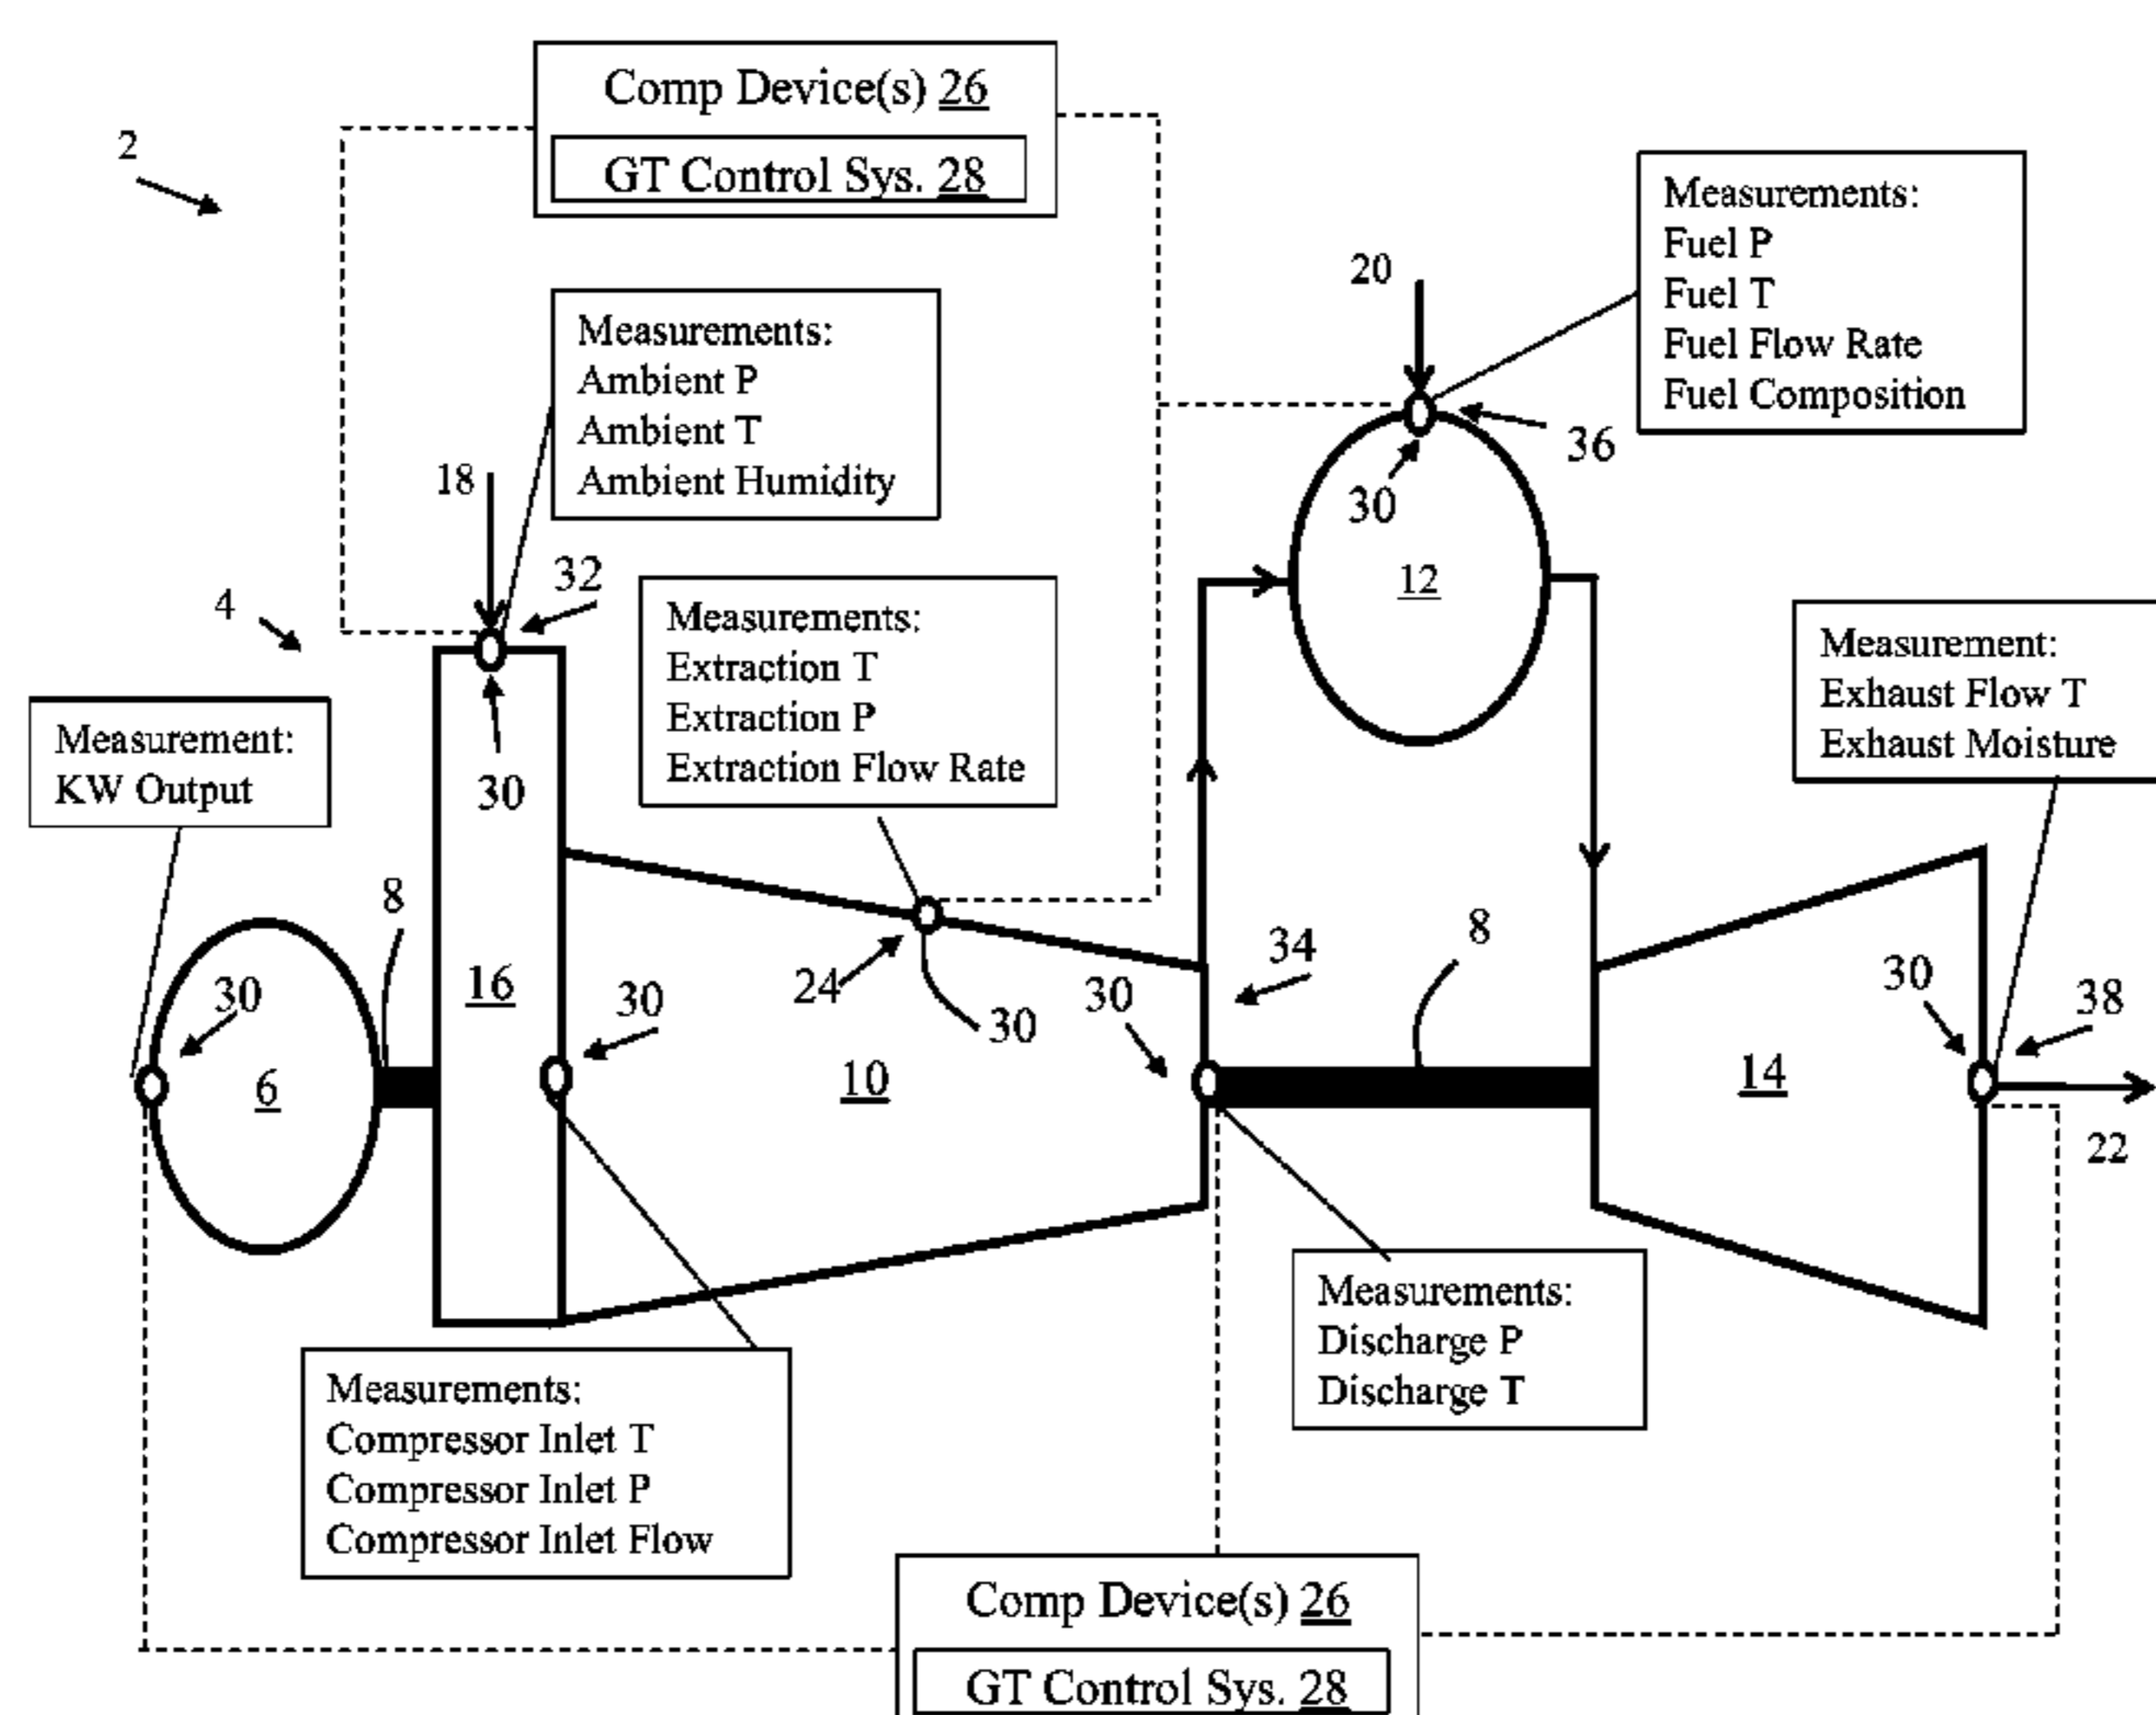 Comp Device(s) 26
GT Control Sys. 28
2
Measurements:
Fuel P
Fuel T
Fuel Flow Rate
Fuel Composition
20
36
30
12
Measurements:
Ambient P
Ambient T
Ambient Humidity
18
32
4
30
Measurements:
Extraction T
Extraction P
Extraction Flow Rate
Measurement:
Exhaust Flow T
Exhaust Moisture
Measurement:
KW Output
8
30
6
16
30
24
30
10
30
34
8
14
30
38
22
Measurements:
Discharge P
Discharge T
Measurements:
Compressor Inlet T
Compressor Inlet P
Compressor Inlet Flow
Comp Device(s) 26
GT Control Sys. 28